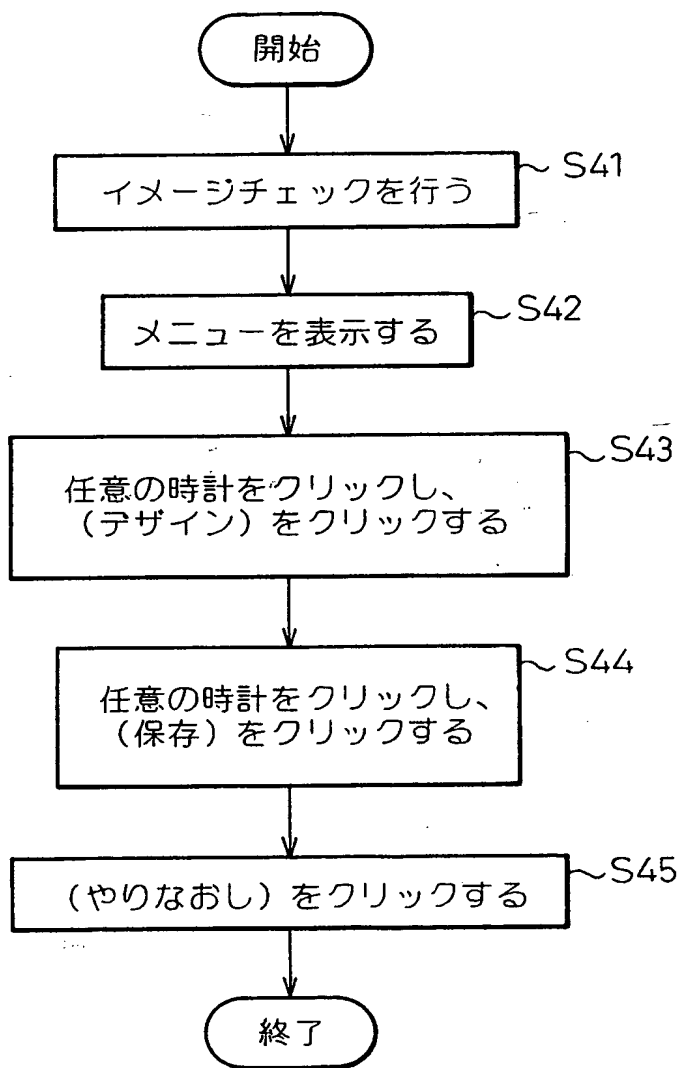 開始
S41
イメージチェックを行う
S42
メニューを表示する
S43
任意の時計をクリックし、
(デザイン)をクリックする
S44
任意の時計をクリックし、
(保存)をクリックする
S45
(やりなおし)をクリックする
終了